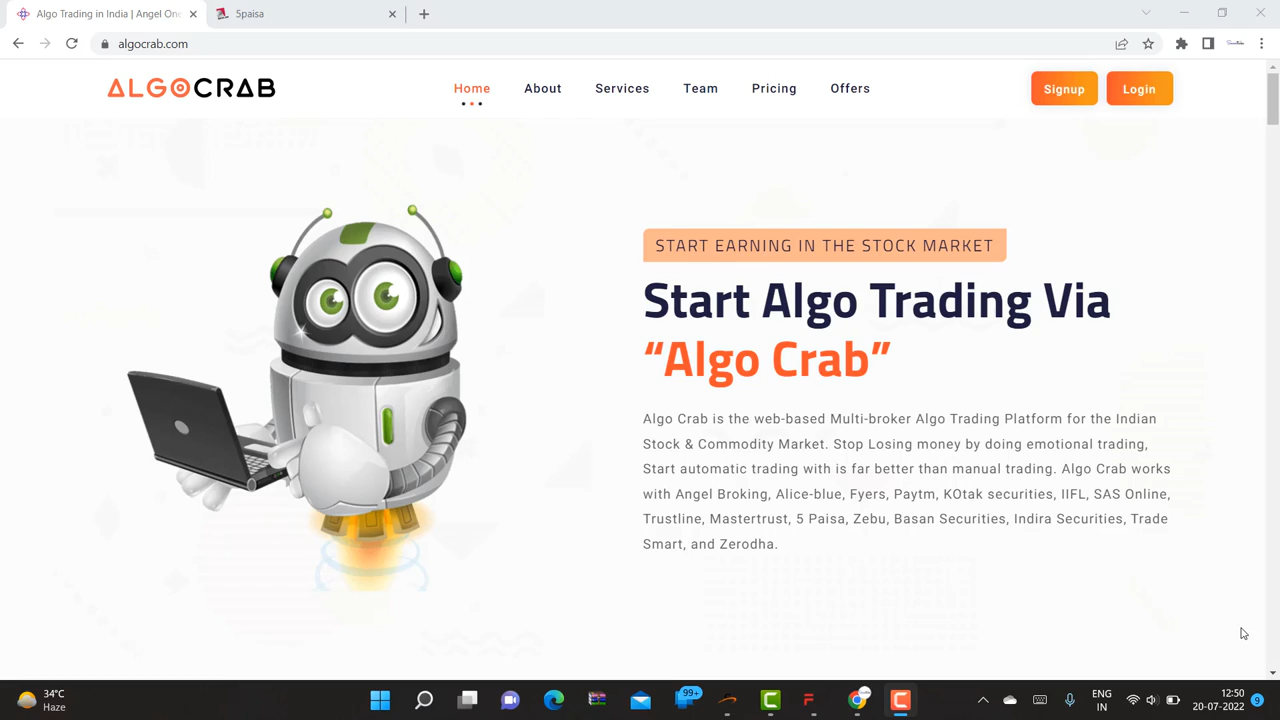 Algo Trading in India | Angel One
5paisa
algocrab.com
ALGOCRAB
Home
About
Services
Team
Pricing
Offers
Signup
Login
START EARNING IN THE STOCK MARKET
Start Algo Trading Via
“Algo Crab”
Algo Crab is the web-based Multi-broker Algo Trading Platform for the Indian
Stock & Commodity Market. Stop Losing money by doing emotional trading,
Start automatic trading with is far better than manual trading. Algo Crab works
with Angel Broking, Alice-blue, Fyers, Paytm, KOtak securities, IIFL, SAS Online,
Trustline, Mastertrust, 5 Paisa, Zebu, Basan Securities, Indira Securities, Trade
Smart, and Zerodha.
34°C
Haze
99+
ENG
IN
12:50
20-07-2022
9